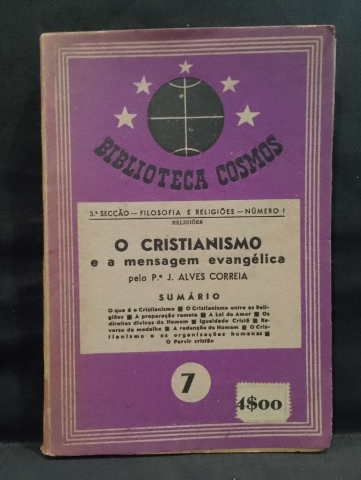 BIBLIOTECA COSMOS
3.ª SECÇÃO — FILOSOFIA E RELIGIÕES — NÚMERO I
RELIGIÕES
O CRISTIANISMO
e a mensagem evangélica
pelo P.e J. ALVES CORREIA
SUMÁRIO
O que é o Cristianismo ■ O Cristianismo entre as Reli-
giões ■ A preparação remota ■ A Lei do Amor ■ Os
direitos divinos do Homem ■ Igualdade Cristã ■ Re-
verso da medalha ■ A redenção do Homem ■ O Cris-
tianismo e as organizações humanas ■
O Porvir cristão
7
4$00